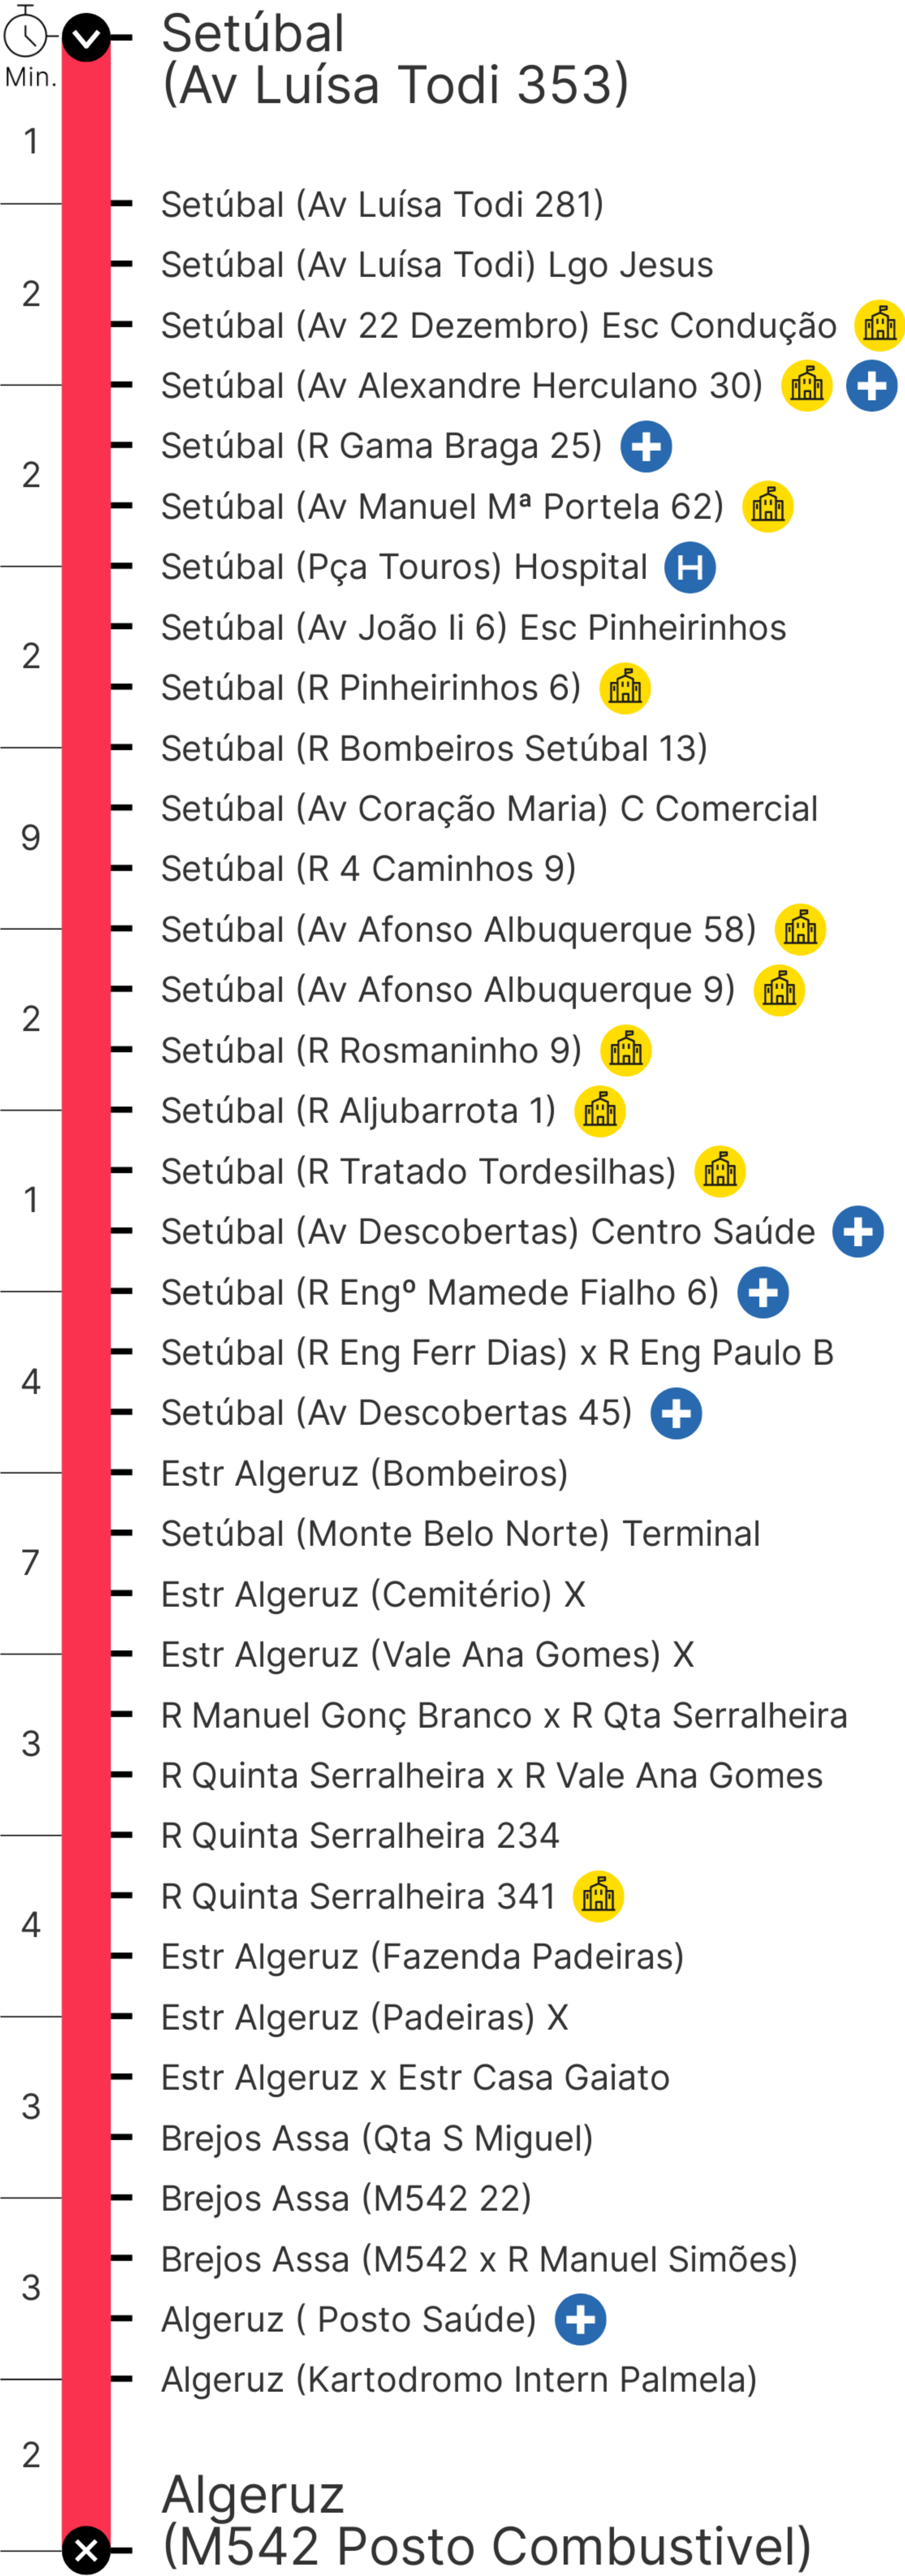 Min.
Setúbal
(Av Luísa Todi 353)
1
Setúbal (Av Luísa Todi 281)
Setúbal (Av Luísa Todi) Lgo Jesus
2
Setúbal (Av 22 Dezembro) Esc Condução
Setúbal (Av Alexandre Herculano 30)
Setúbal (R Gama Braga 25)
2
Setúbal (Av Manuel Mª Portela 62)
Setúbal (Pça Touros) Hospital
H
Setúbal (Av João Ii 6) Esc Pinheirinhos
2
Setúbal (R Pinheirinhos 6)
Setúbal (R Bombeiros Setúbal 13)
Setúbal (Av Coração Maria) C Comercial
9
Setúbal (R 4 Caminhos 9)
Setúbal (Av Afonso Albuquerque 58)
Setúbal (Av Afonso Albuquerque 9)
2
Setúbal (R Rosmaninho 9)
Setúbal (R Aljubarrota 1)
Setúbal (R Tratado Tordesilhas)
1
Setúbal (Av Descobertas) Centro Saúde
Setúbal (R Engº Mamede Fialho 6)
Setúbal (R Eng Ferr Dias) x R Eng Paulo B
4
Setúbal (Av Descobertas 45)
Estr Algeruz (Bombeiros)
Setúbal (Monte Belo Norte) Terminal
7
Estr Algeruz (Cemitério) X
Estr Algeruz (Vale Ana Gomes) X
R Manuel Gonç Branco x R Qta Serralheira
3
R Quinta Serralheira x R Vale Ana Gomes
R Quinta Serralheira 234
R Quinta Serralheira 341
4
Estr Algeruz (Fazenda Padeiras)
Estr Algeruz (Padeiras) X
Estr Algeruz x Estr Casa Gaiato
3
Brejos Assa (Qta S Miguel)
Brejos Assa (M542 22)
Brejos Assa (M542 x R Manuel Simões)
3
Algeruz ( Posto Saúde)
Algeruz (Kartodromo Intern Palmela)
2
Algeruz
(M542 Posto Combustivel)